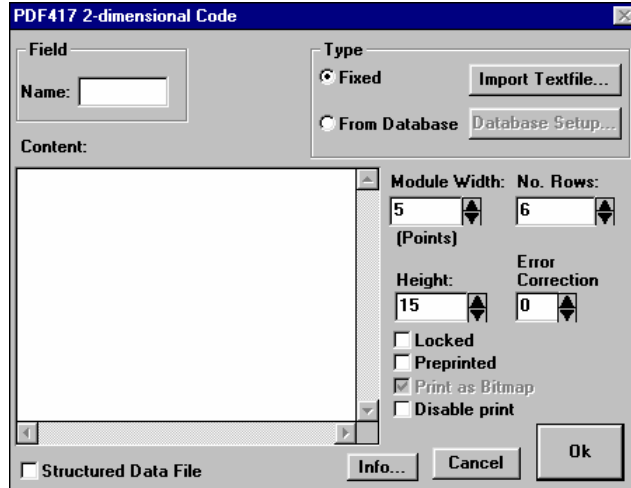 PDF417 2-dimensional Code
Field
Name:
Type
Fixed
Import Textfile...
From Database
Database Setup...
Content:
Module Width: No. Rows:
5 6
(Points)
Height:
Error
Correction
15 0
Locked
Preprinted
Print as Bitmap
Disable print
Structured Data File
Info...
Cancel
Ok